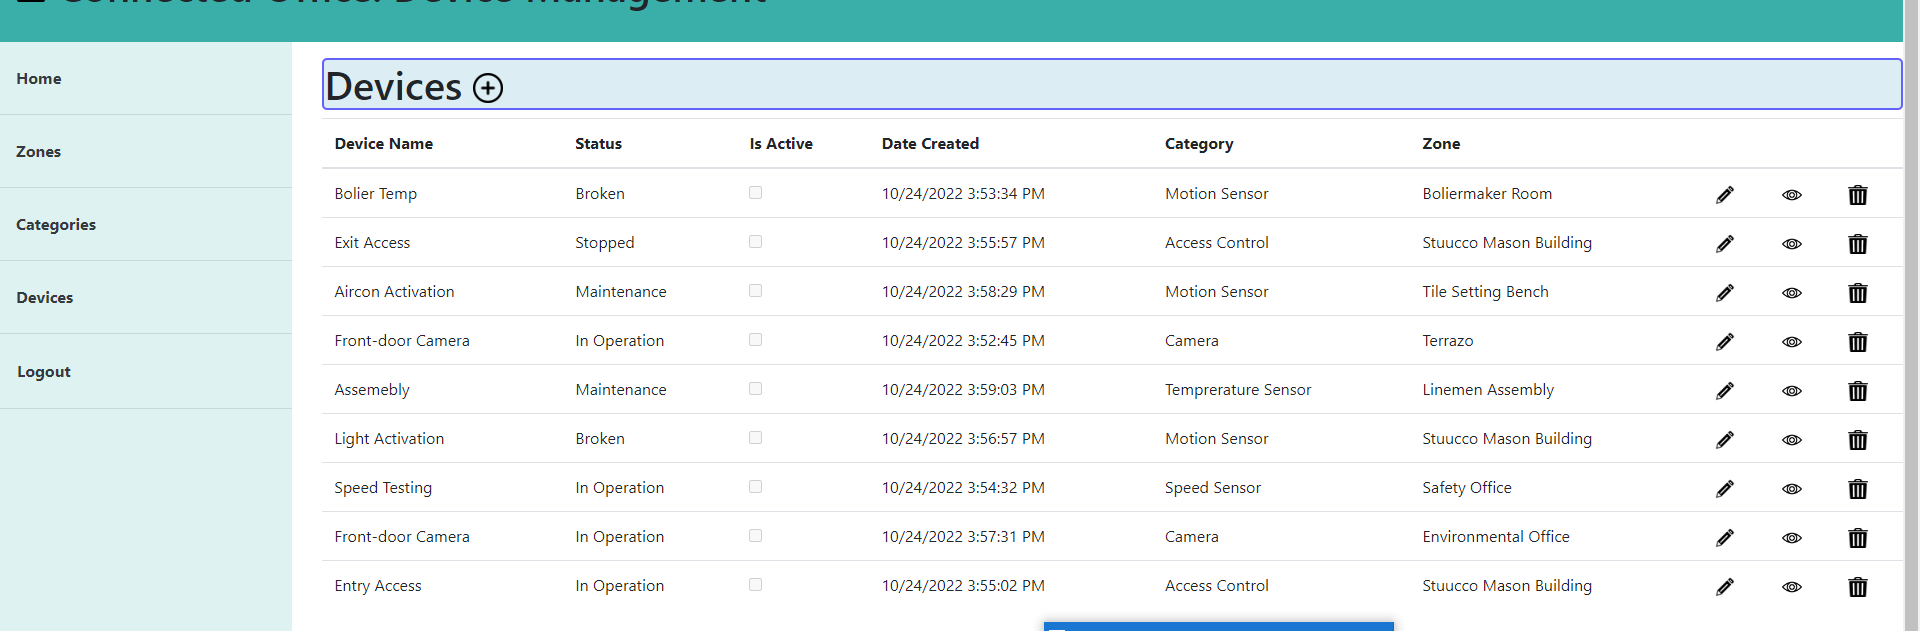 Connected Office: Device Management
Home
Zones
Categories
Devices
Logout
Devices
Device Name Status Is Active Date Created Category Zone
Bolier Temp Broken 10/24/2022 3:53:34 PM Motion Sensor Boliermaker Room
Exit Access Stopped 10/24/2022 3:55:57 PM Access Control Stuucco Mason Building
Aircon Activation Maintenance 10/24/2022 3:58:29 PM Motion Sensor Tile Setting Bench
Front-door Camera In Operation 10/24/2022 3:52:45 PM Camera Terrazo
Assemebly Maintenance 10/24/2022 3:59:03 PM Temprerature Sensor Linemen Assembly
Light Activation Broken 10/24/2022 3:56:57 PM Motion Sensor Stuucco Mason Building
Speed Testing In Operation 10/24/2022 3:54:32 PM Speed Sensor Safety Office
Front-door Camera In Operation 10/24/2022 3:57:31 PM Camera Environmental Office
Entry Access In Operation 10/24/2022 3:55:02 PM Access Control Stuucco Mason Building